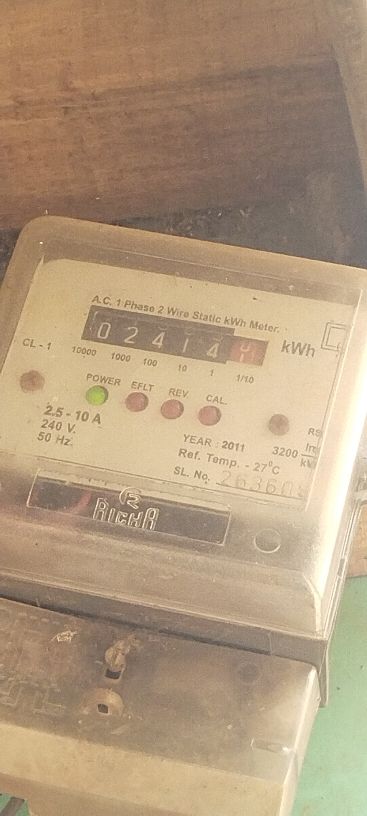 A.C. 1 Phase 2 Wire Static kWh Meter.
0 2 4 1 4
kWh
CL - 1
10000 1000 100 10 1 1/10
POWER EFLT REV CAL.
2.5 - 10 A
240 V.
50 Hz.
YEARː 2011
3200
Ref. Temp. - 27°C
SL. No. 263608
RICHA